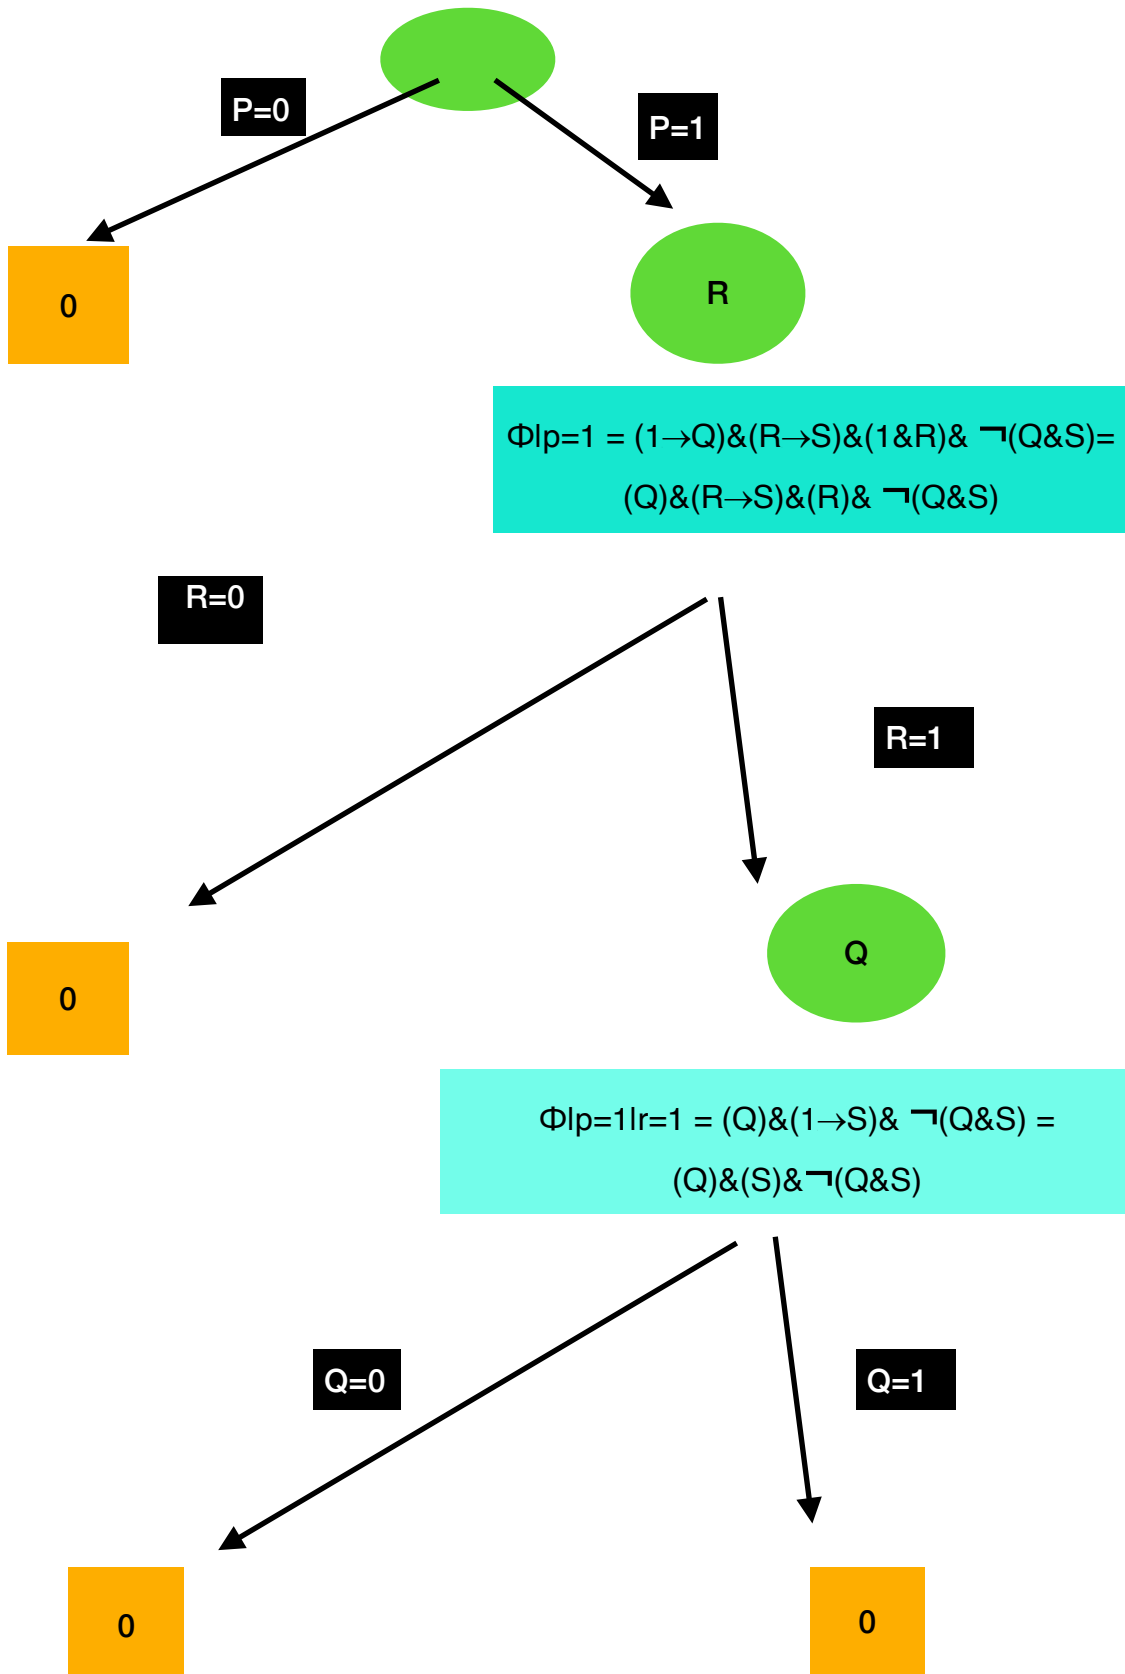 P=0
P=1
0
R
Φ|p=1 = (1→Q)&(R→S)&(1&R)& ¬(Q&S)=
(Q)&(R→S)&(R)& ¬(Q&S)
R=0
R=1
Q
0
Φ|p=1|r=1 = (Q)&(1→S)& ¬(Q&S) =
(Q)&(S)&¬(Q&S)
Q=0
Q=1
0
0